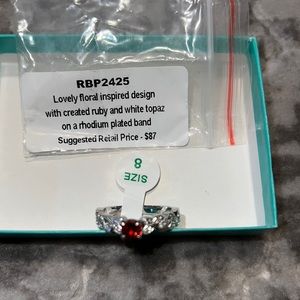 RBP2425
Lovely floral inspired design
with created ruby and white topaz
on a rhodium plated band
Suggested Retail Price - $87
8
SIZE